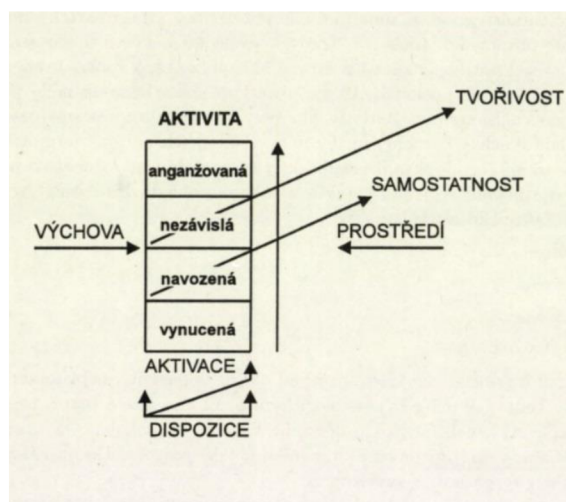 TVOŘIVOST
AKTIVITA
anganžovaná
SAMOSTATNOST
nezávislá
VÝCHOVA
PROSTŘEDÍ
navozená
vynucená
AKTIVACE
DISPOZICE